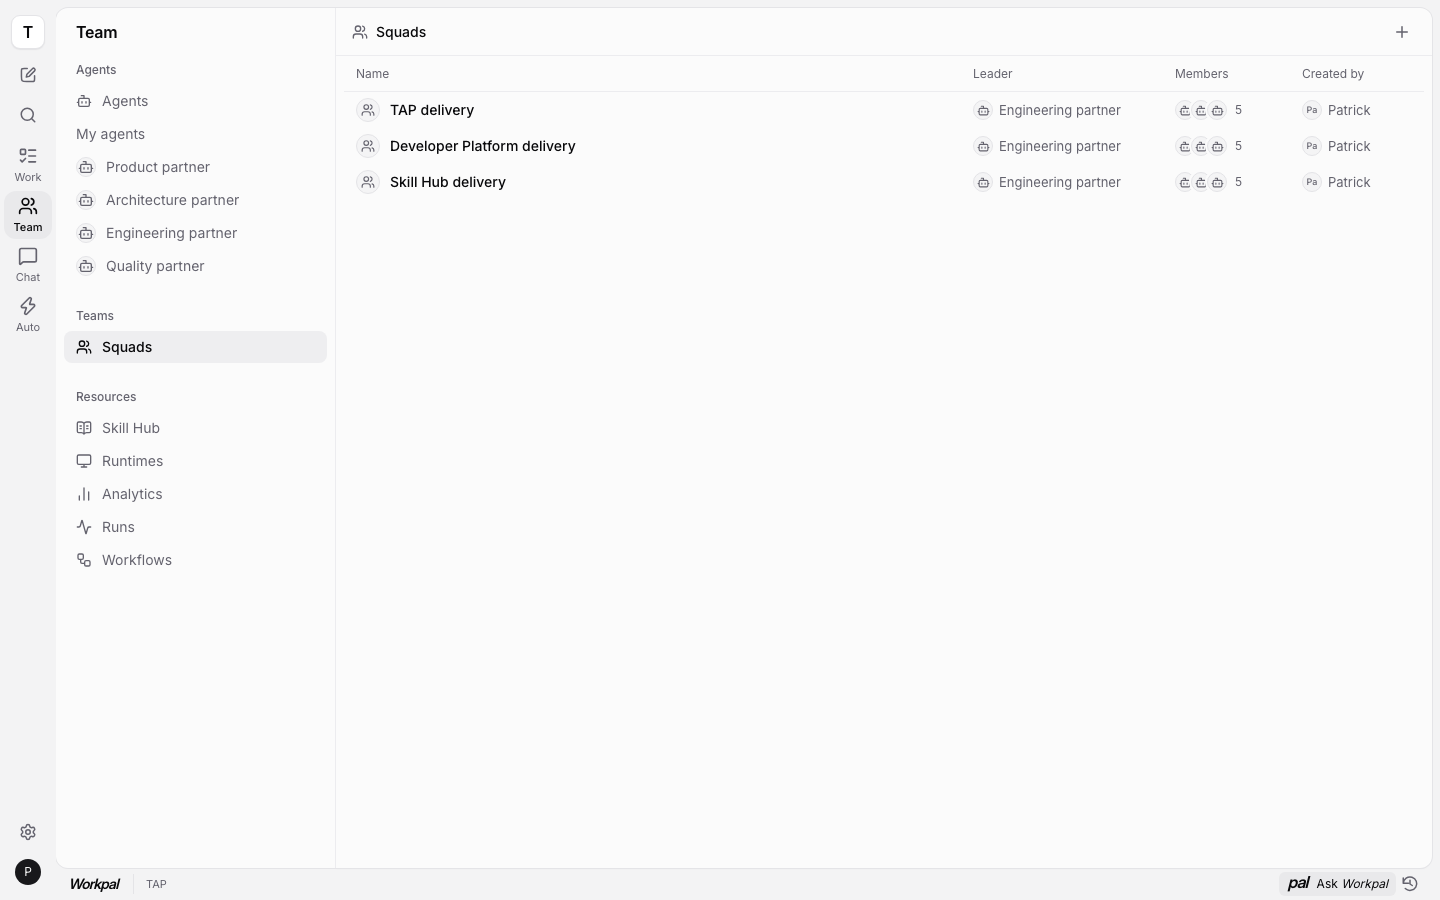 T
Team
Squads
Agents
Name
Leader
Members
Created by
Agents
TAP delivery
Engineering partner
5
Pa
Patrick
My agents
Developer Platform delivery
Engineering partner
5
Pa
Patrick
Product partner
Skill Hub delivery
Engineering partner
5
Pa
Patrick
Work
Architecture partner
Team
Engineering partner
Quality partner
Chat
Teams
Auto
Squads
Resources
Skill Hub
Runtimes
Analytics
Runs
Workflows
P
Workpal
TAP
pal Ask Workpal